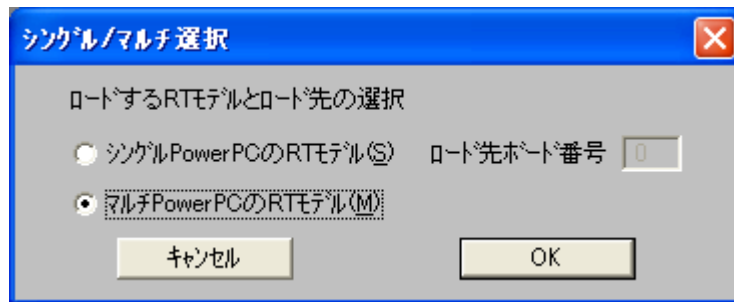 シングル/マルチ選択
ロードするRTモデルとロード先の選択
シングルPowerPCのRTモデル(S) ロード先ボード番号 0
マルチPowerPCのRTモデル(M)
キャンセル OK